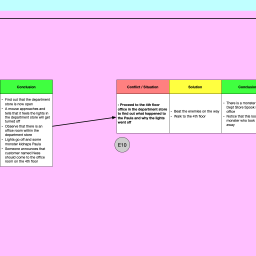 Conclusion
- Find out that the department
store is now open
- A mouse approaches and
tells that it feels the lights in
the department store will get
turned off
- Observe that there is an
office room within the
department store
- Lights go off and some
monster kidnaps Paula
- Someone announces that
customer named Ness
should come to the office
room on the 4th floor
Conflict / Situation
- Proceed to the 4th floor
office in the department store
to find out what happened to
the Paula and why the lights
went off
Solution
- Beat the enemies on the way
- Walk to the 4th floor
Conclusion
- There is a monster
Dept Store Spook
office
- Notice that this
monster who took
away
E10